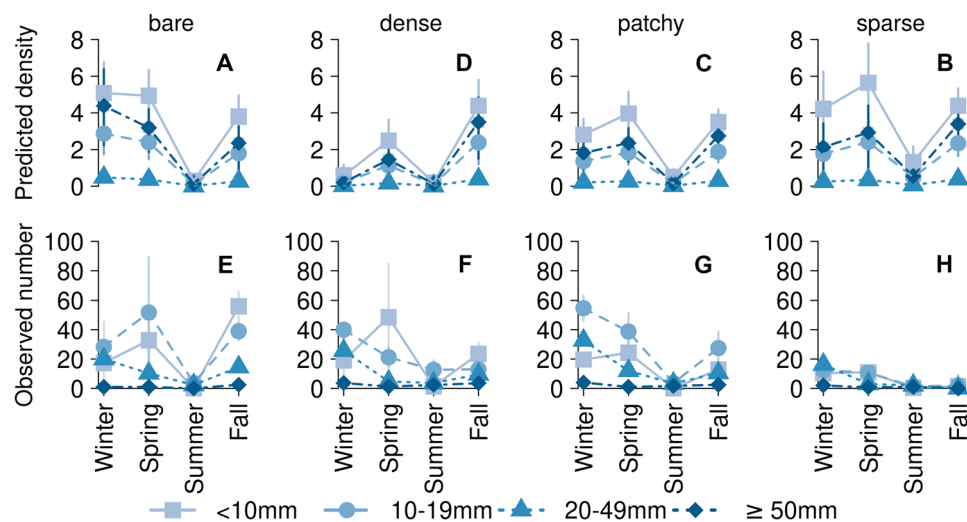 bare dense patchy sparse
Predicted density
8 8 8 8
A D C B
6 6 6 6
4 4 4 4
2 2 2 2
0 0 0 0
Observed number
100 100 100 100
E F G H
80 80 80 80
60 60 60 60
40 40 40 40
20 20 20 20
0 0 0 0
Winter Spring Summer Fall Winter Spring Summer Fall Winter Spring Summer Fall Winter Spring Summer Fall
<10mm 10-19mm 20-49mm ≥ 50mm